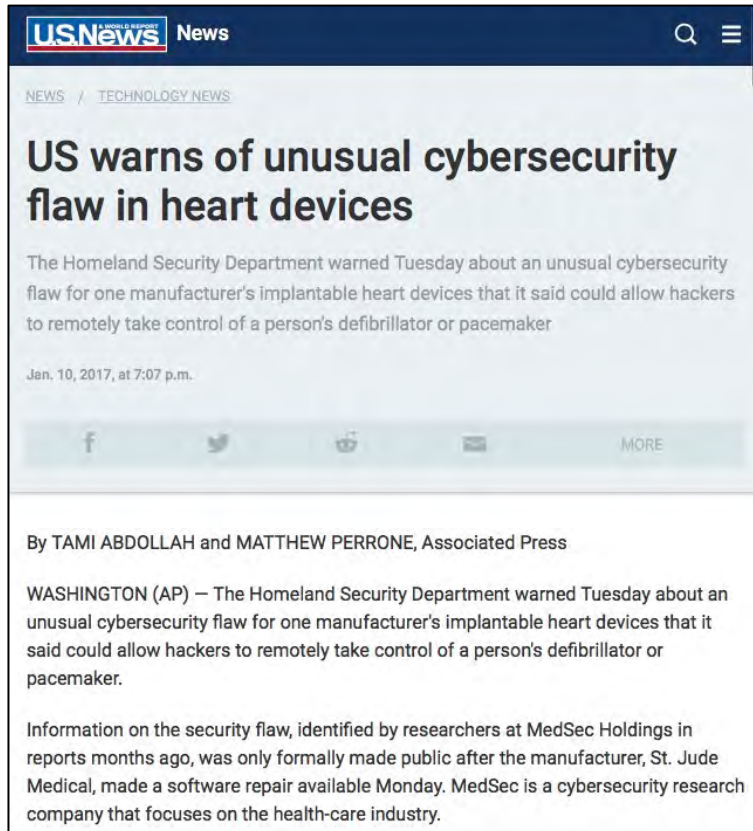 U.S.News & WORLD REPORT News
NEWS / TECHNOLOGY NEWS
US warns of unusual cybersecurity
flaw in heart devices
The Homeland Security Department warned Tuesday about an unusual cybersecurity
flaw for one manufacturer's implantable heart devices that it said could allow hackers
to remotely take control of a person's defibrillator or pacemaker
Jan. 10, 2017, at 7:07 p.m.
f MORE
By TAMI ABDOLLAH and MATTHEW PERRONE, Associated Press
WASHINGTON (AP) — The Homeland Security Department warned Tuesday about an
unusual cybersecurity flaw for one manufacturer's implantable heart devices that it
said could allow hackers to remotely take control of a person's defibrillator or
pacemaker.
Information on the security flaw, identified by researchers at MedSec Holdings in
reports months ago, was only formally made public after the manufacturer, St. Jude
Medical, made a software repair available Monday. MedSec is a cybersecurity research
company that focuses on the health-care industry.